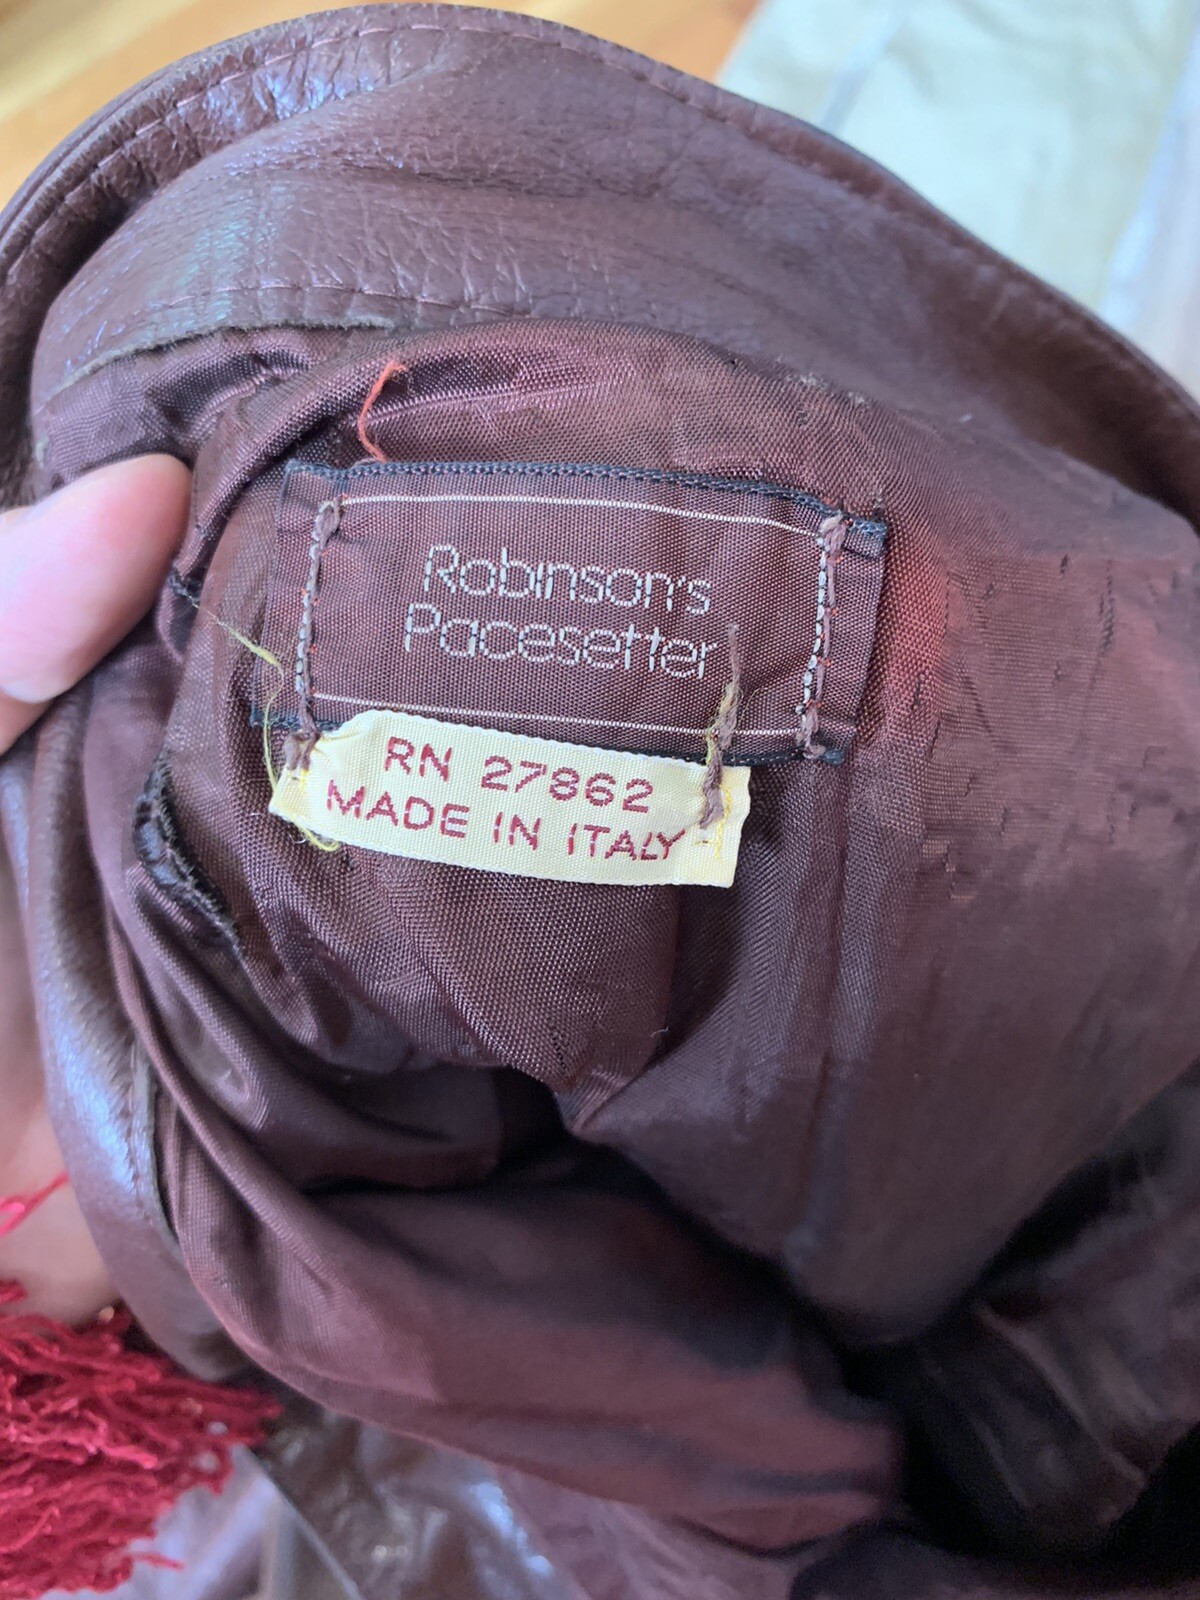 Robinson's
Pacesetter
RN 27862
MADE IN ITALY